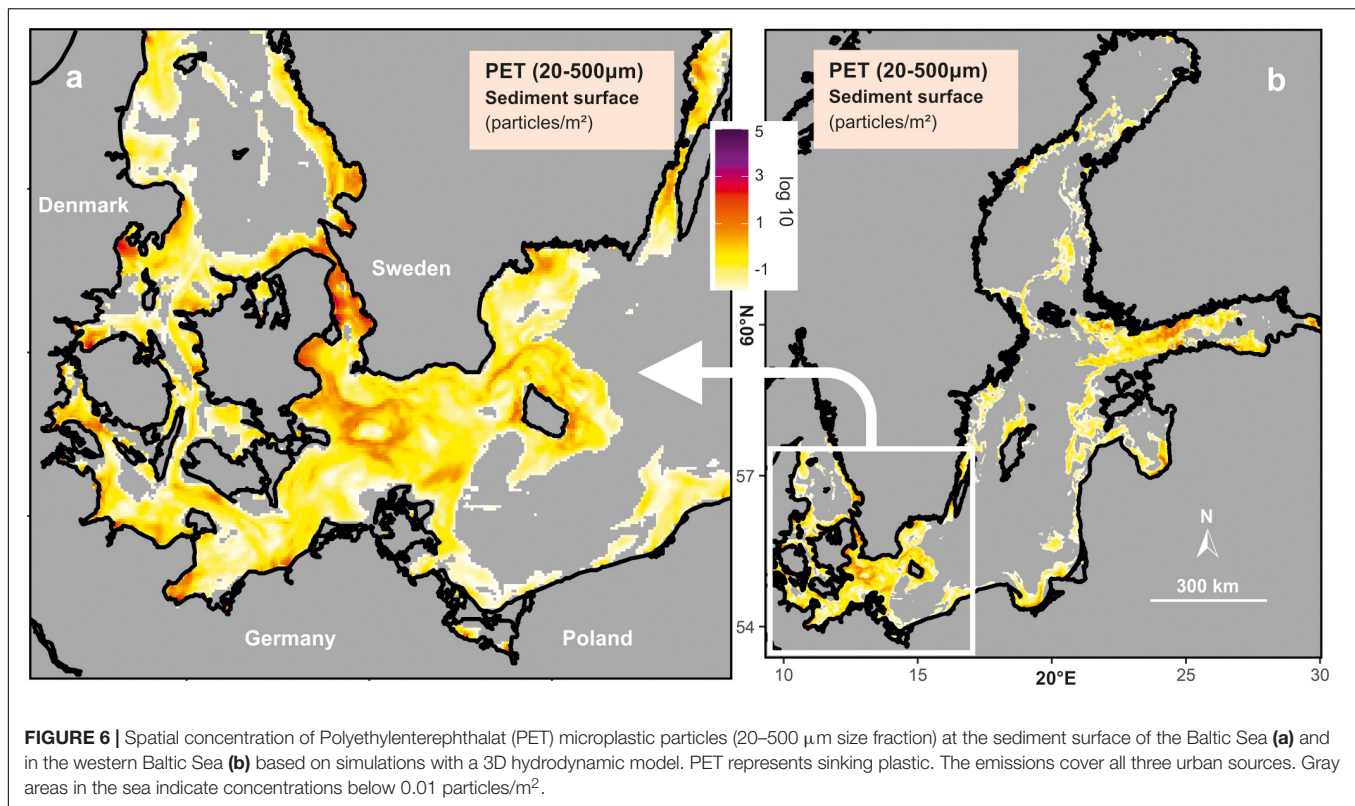 a
PET (20-500µm)
Sediment surface
(particles/m²)
Denmark
Sweden
Germany
Poland
5
3
1
-1
log 10
b
PET (20-500µm)
Sediment surface
(particles/m²)
60°N
57
54
N
300 km
10
15
20°E
25
30
FIGURE 6 | Spatial concentration of Polyethylenterephthalat (PET) microplastic particles (20–500 µm size fraction) at the sediment surface of the Baltic Sea (a) and
in the western Baltic Sea (b) based on simulations with a 3D hydrodynamic model. PET represents sinking plastic. The emissions cover all three urban sources. Gray
areas in the sea indicate concentrations below 0.01 particles/m².